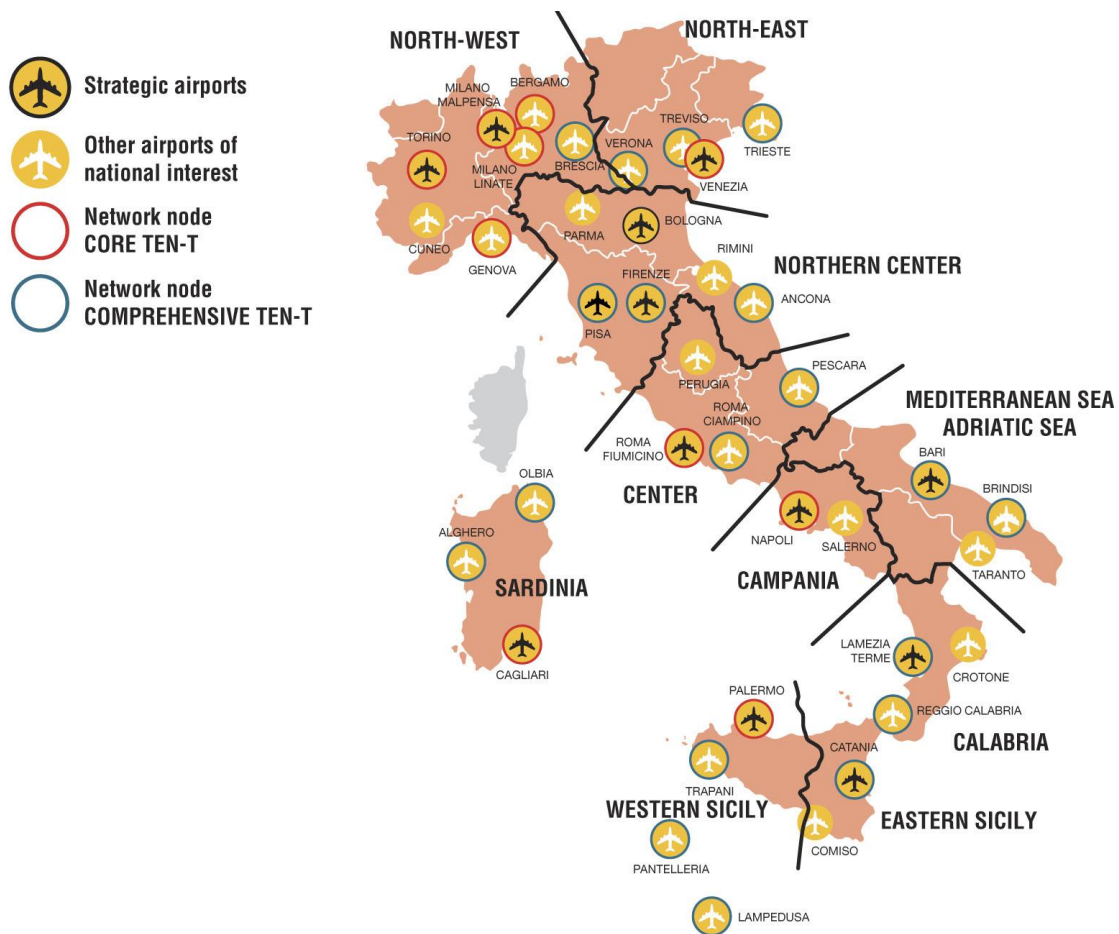 NORTH-WEST
NORTH-EAST
Strategic airports
Other airports of
national interest
Network node
CORE TEN-T
Network node
COMPREHENSIVE TEN-T
MILANO
MALPENSA
BERGAMO
TORINO
MILANO
LINATE
BRESCIA
VERONA
TREVISO
TRIESTE
VENEZIA
CUNEO
GENOVA
PARMA
BOLOGNA
RIMINI
NORTHERN CENTER
FIRENZE
ANCONA
PISA
PERUGIA
PESCARA
MEDITERRANEAN SEA
ADRIATIC SEA
ROMA
CIAMPINO
ROMA
FIUMICINO
CENTER
BARI
BRINDISI
OLBIA
ALGHERO
SARDINIA
CAGLIARI
NAPOLI
SALERNO
CAMPANIA
TARANTO
LAMEZIA
TERME
CROTONE
REGGIO CALABRIA
CALABRIA
PALERMO
TRAPANI
WESTERN SICILY
CATANIA
EASTERN SICILY
COMISO
PANTELLERIA
LAMPEDUSA